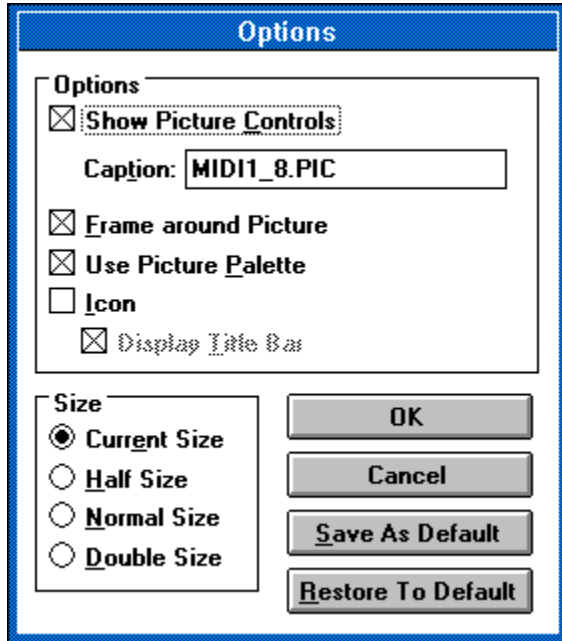 Options
Options
Show Picture Controls
Caption: MIDI1_8.PIC
Frame around Picture
Use Picture Palette
Icon
Display Title Bar
Size
Current Size
Half Size
Normal Size
Double Size
OK
Cancel
Save As Default
Restore To Default